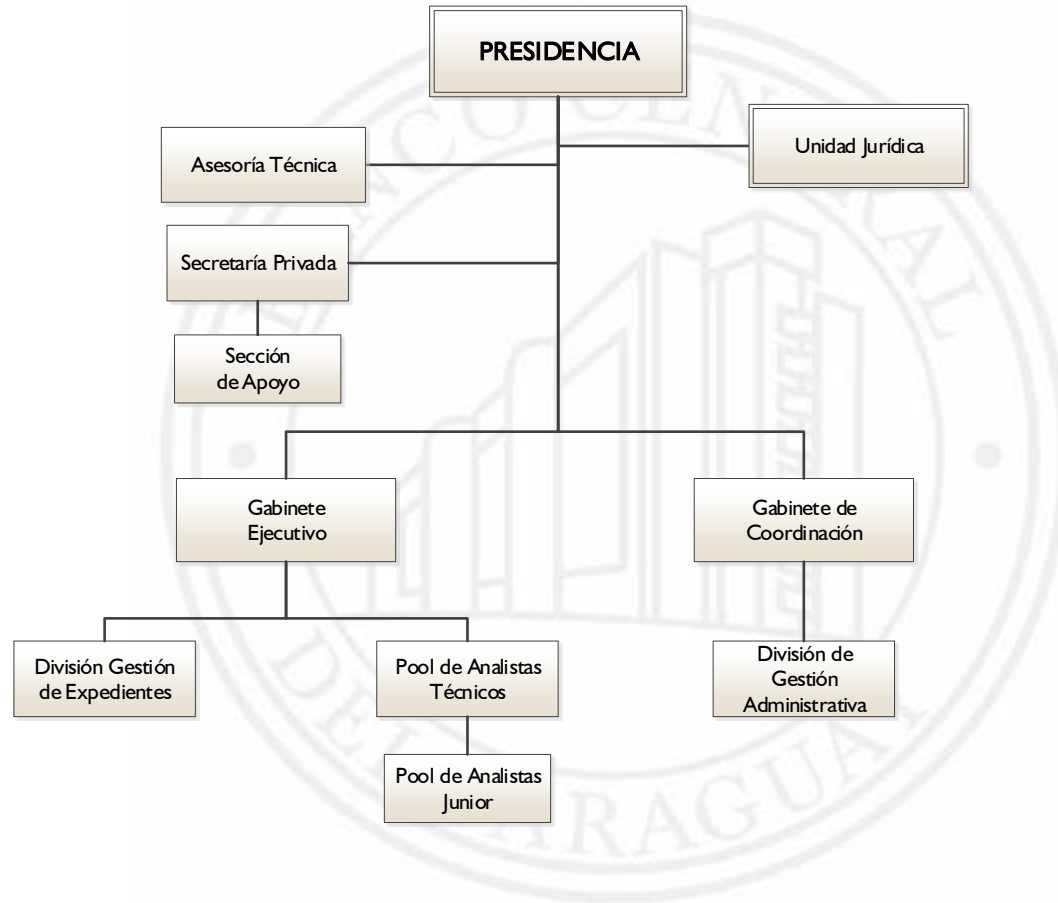 PRESIDENCIA
Unidad Jurídica
Asesoría Técnica
Secretaría Privada
Sección
de Apoyo
Gabinete
Ejecutivo
Gabinete de
Coordinación
División Gestión
de Expedientes
Pool de Analistas
Técnicos
División de
Gestión
Administrativa
Pool de Analistas
Junior